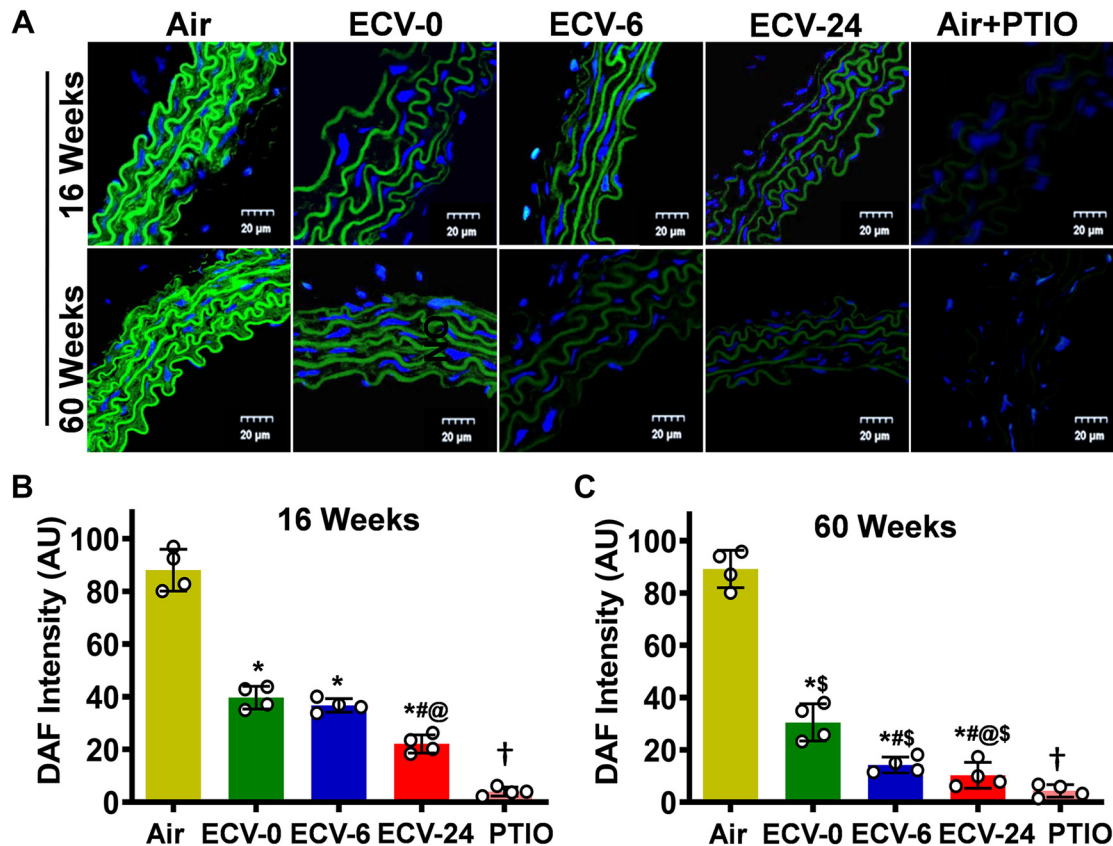 A
Air ECV-0 ECV-6 ECV-24 Air+PTIO
16 Weeks
20 µm 20 µm 20 µm 20 µm 20 µm
60 Weeks
NO
20 µm 20 µm 20 µm 20 µm 20 µm
B
16 Weeks
DAF Intensity (AU)
100
80
60
40
20
0
* * *#@ †
Air ECV-0 ECV-6 ECV-24 PTIO
C
60 Weeks
DAF Intensity (AU)
100
80
60
40
20
0
*$ *#$ *#@$ †
Air ECV-0 ECV-6 ECV-24 PTIO